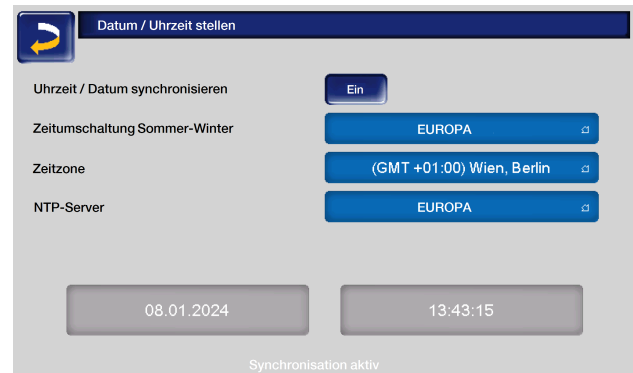 Datum / Uhrzeit stellen
Uhrzeit / Datum synchronisieren Ein
Zeitumschaltung Sommer-Winter EUROPA
Zeitzone (GMT +01:00) Wien, Berlin
NTP-Server EUROPA
08.01.2024 13:43:15
Synchronisation aktiv